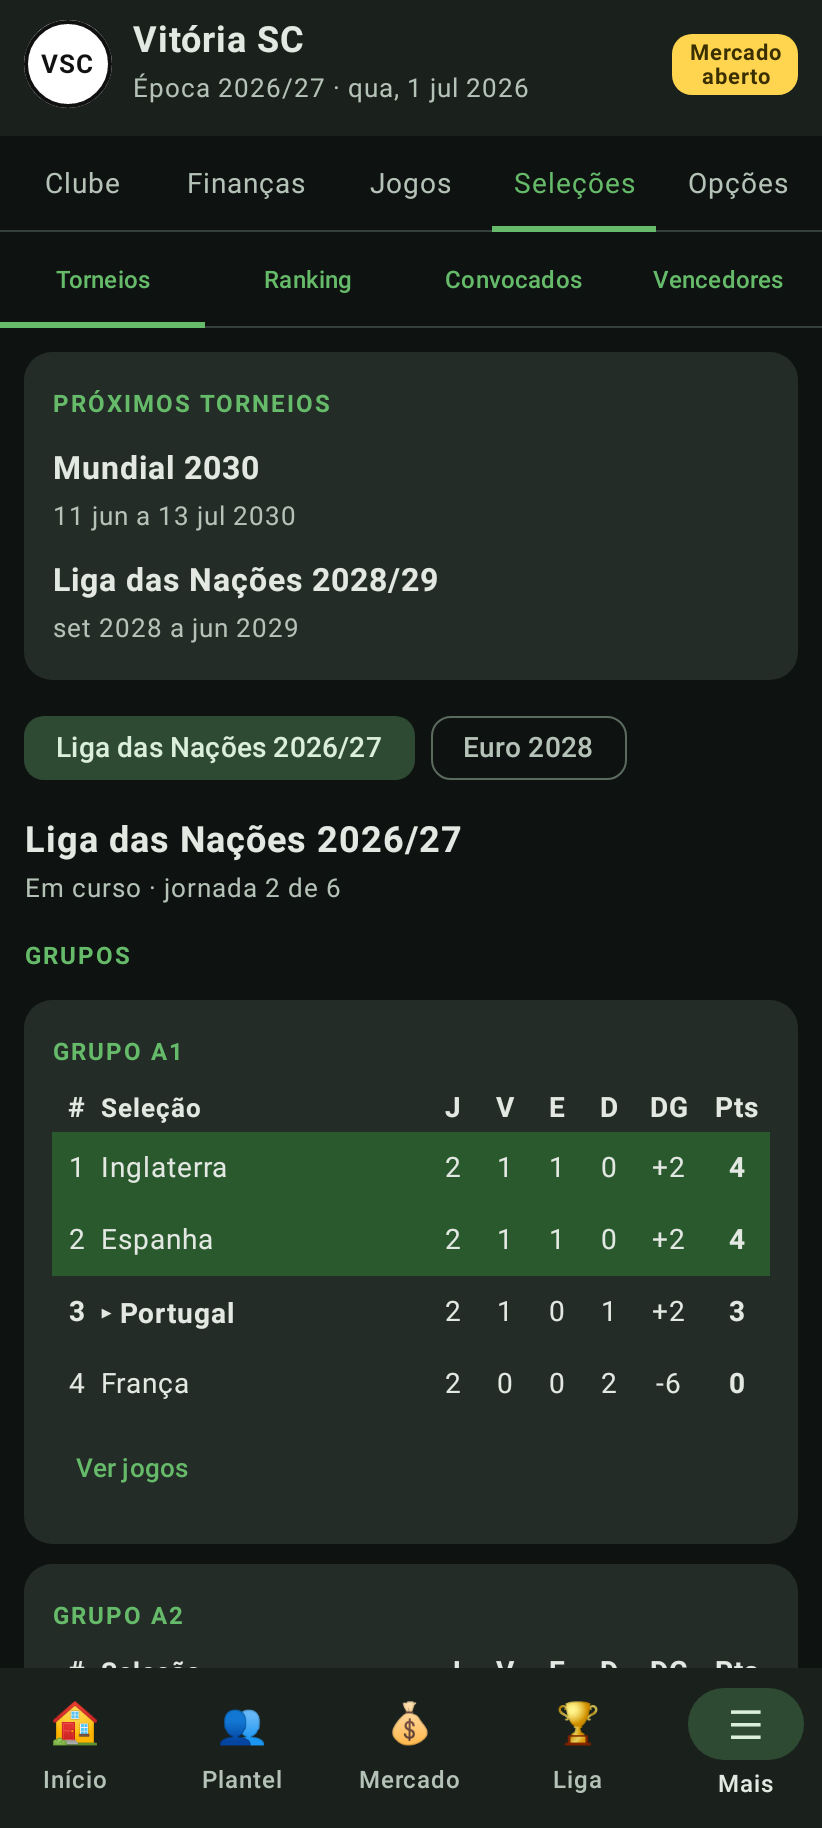 VSC
Vitória SC
Época 2026/27 · qua, 1 jul 2026
Mercado
aberto
Clube Finanças Jogos Seleções Opções
Torneios Ranking Convocados Vencedores
PRÓXIMOS TORNEIOS
Mundial 2030
11 jun a 13 jul 2030
Liga das Nações 2028/29
set 2028 a jun 2029
Liga das Nações 2026/27 Euro 2028
Liga das Nações 2026/27
Em curso · jornada 2 de 6
GRUPOS
GRUPO A1
# Seleção J V E D DG Pts
1 Inglaterra 2 1 1 0 +2 4
2 Espanha 2 1 1 0 +2 4
3 ▸ Portugal 2 1 0 1 +2 3
4 França 2 0 0 2 -6 0
Ver jogos
GRUPO A2
# Seleção J V E D DG Pts
Início Plantel Mercado Liga Mais